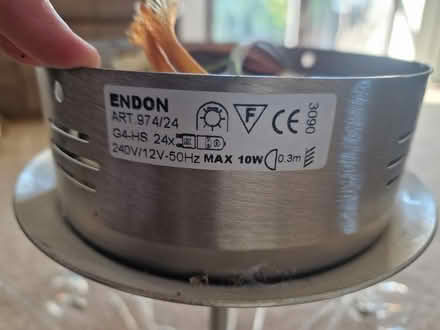 ENDON
ART. 974/24
G4-HS 24x
240V/12V-50Hz MAX 10W 0.3m
F
CE
3090